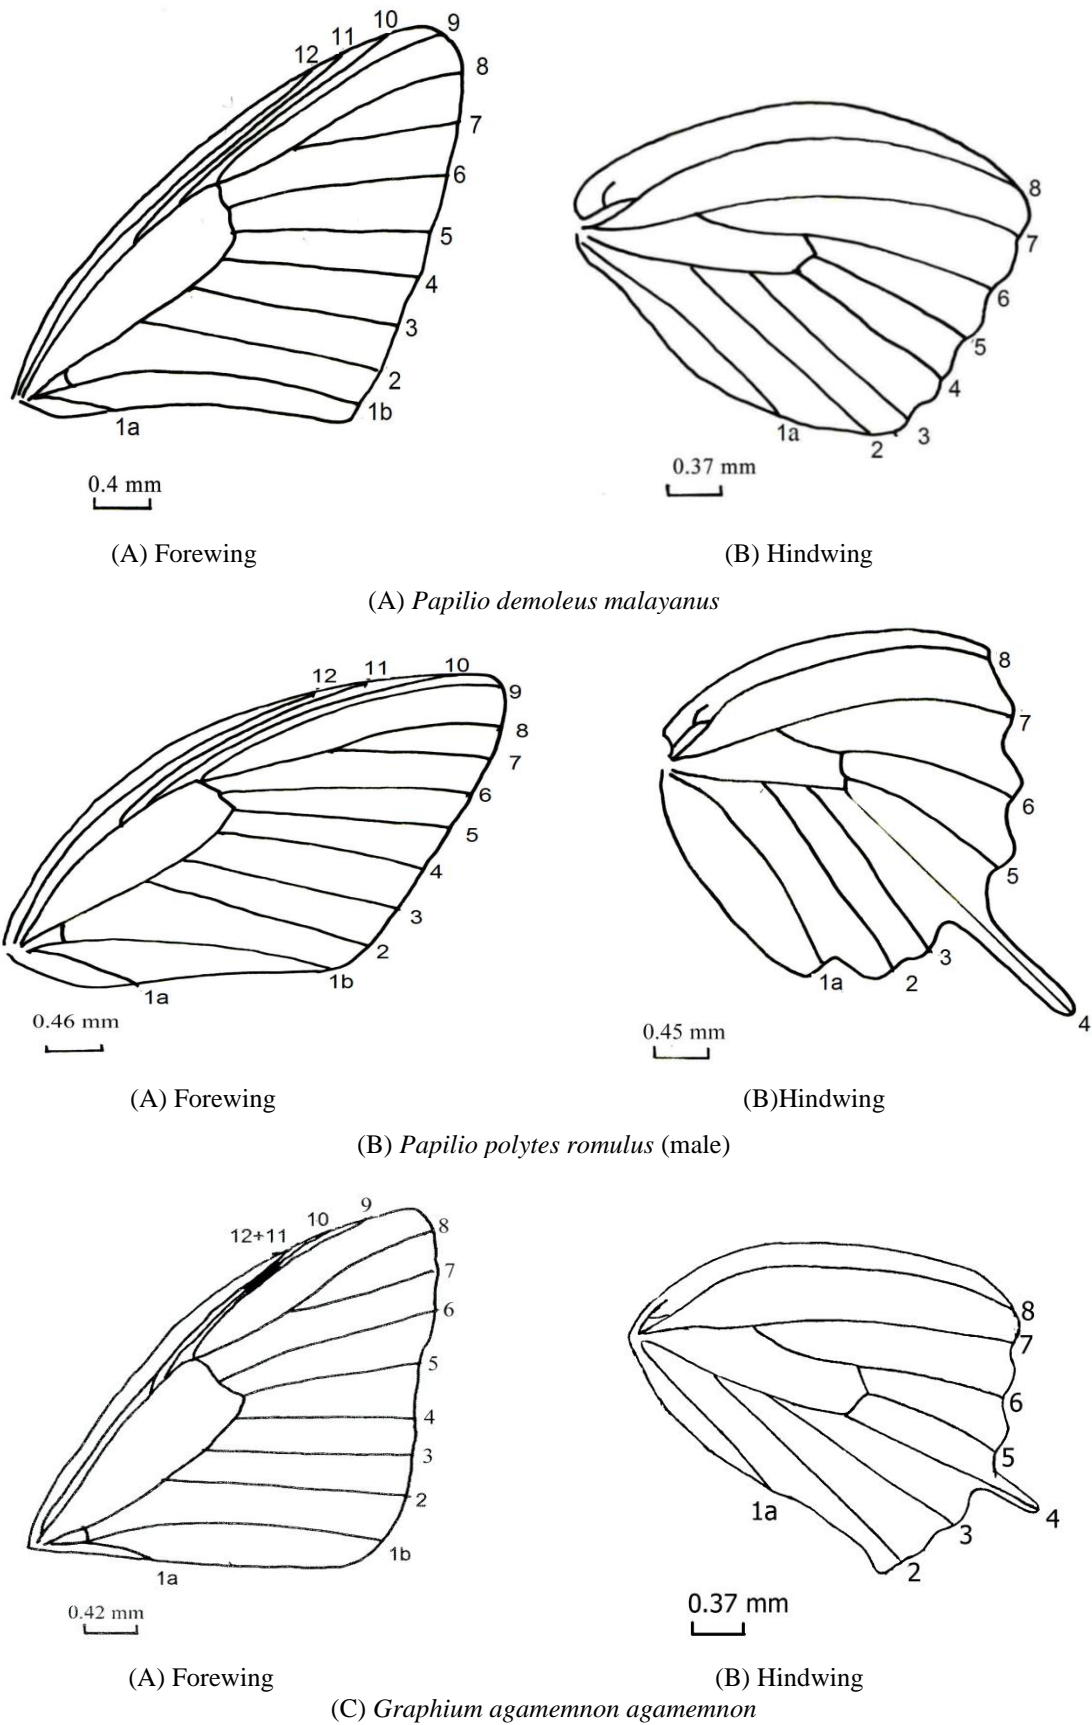 12 11 10 9
8
7
6
5
4
3
2
1b
1a
0.4 mm
8
7
6
5
4
3
2
1a
0.37 mm
(A) Forewing (B) Hindwing
(A) Papilio demoleus malayanus
12 11 10 9
8
7
6
5
4
3
2
1b
1a
0.46 mm
8
7
6
5
4
3
2
1a
0.45 mm
(A) Forewing (B)Hindwing
(B) Papilio polytes romulus (male)
12+11 10 9
8
7
6
5
4
3
2
1b
1a
0.42 mm
8
7
6
5
4
3
2
1a
0.37 mm
(A) Forewing (B) Hindwing
(C) Graphium agamemnon agamemnon